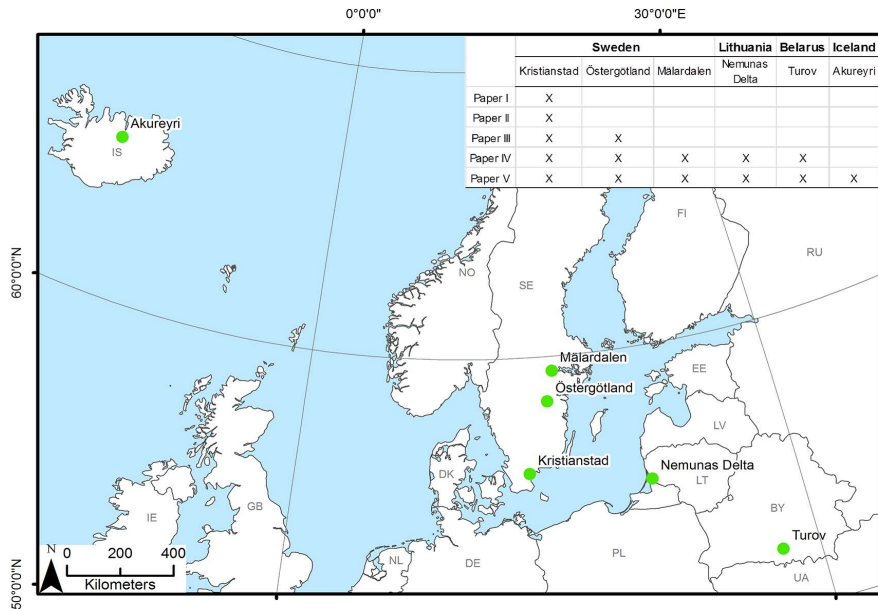 0°0'0"
30°0'0"E
Sweden Lithuania Belarus Iceland
Kristianstad Östergötland Mälardalen Nemunas Delta Turov Akureyri
Paper I X
Paper II X
Paper III X X
Paper IV X X X X X
Paper V X X X X X X
Akureyri
IS
60°0'0"N
NO
SE
FI
RU
Mälardalen
Östergötland
EE
LV
Kristianstad
Nemunas Delta
DK
LT
GB
IE
BY
Turov
N 0 200 400
Kilometers
NL
DE
PL
UA
50°0'0"N